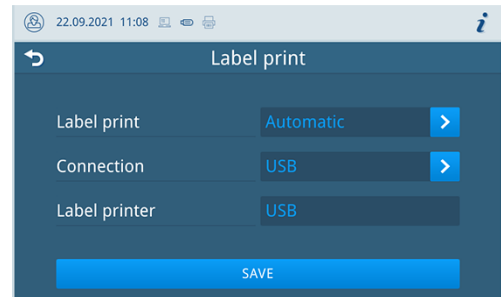 22.09.2021 11:08
Label print
Label print Automatic
Connection USB
Label printer USB
SAVE